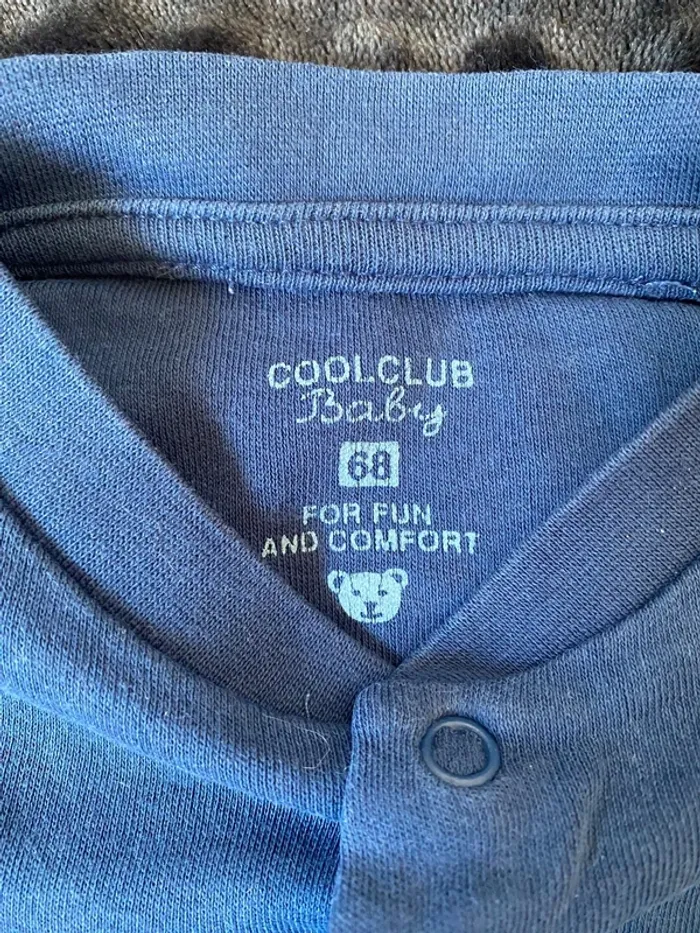 COOLCLUB
Baby
68
FOR FUN
AND COMFORT